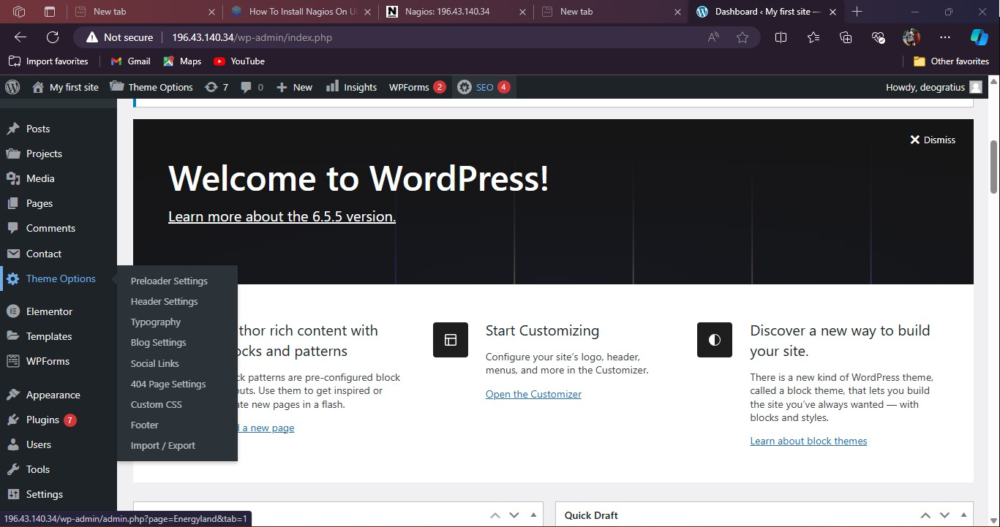 New tab
How To Install Nagios On U
Nagios: 196.43.140.34
New tab
Dashboard ‹ My first site —
Not secure
196.43.140.34/wp-admin/index.php
Import favorites
Gmail
Maps
YouTube
Other favorites
My first site
Theme Options
7
0
New
Insights
WPForms 2
SEO 4
Howdy, deogratius
Posts
Projects
Media
Pages
Comments
Contact
Theme Options
Elementor
Templates
WPForms
Appearance
Plugins 7
Users
Tools
Settings
Preloader Settings
Header Settings
Typography
Blog Settings
Social Links
404 Page Settings
Custom CSS
Footer
Import / Export
Dismiss
Welcome to WordPress!
Learn more about the 6.5.5 version.
thor rich content with
ocks and patterns
ck patterns are pre-configured block
outs. Use them to get inspired or
ate new pages in a flash.
d a new page
Start Customizing
Configure your site's logo, header,
menus, and more in the Customizer.
Open the Customizer
Discover a new way to build
your site.
There is a new kind of WordPress theme,
called a block theme, that lets you build
the site you've always wanted — with
blocks and styles.
Learn about block themes
Quick Draft
196.43.140.34/wp-admin/admin.php?page=Energyland&tab=1